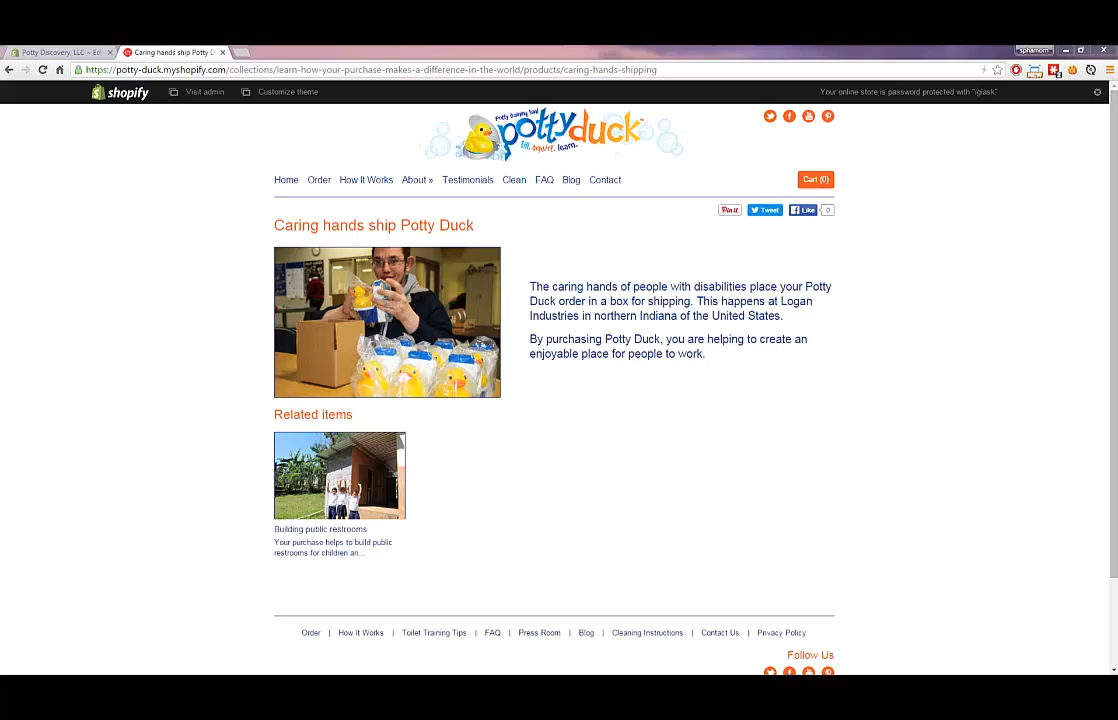 Potty Discovery, LLC ~ Ed
Caring hands ship Potty D
sphamom
https://potty-duck.myshopify.com/collections/learn-how-your-purchase-makes-a-difference-in-the-world/products/caring-hands-shipping
shopify Visit admin Customize theme Your online store is password protected with "igiask"
Potty training tool
pottyduck
fill. squirt. learn.
Home Order How It Works About » Testimonials Clean FAQ Blog Contact Cart (0)
Pin it Tweet Like 0
Caring hands ship Potty Duck
The caring hands of people with disabilities place your Potty
Duck order in a box for shipping. This happens at Logan
Industries in northern Indiana of the United States.
By purchasing Potty Duck, you are helping to create an
enjoyable place for people to work.
Related items
Building public restrooms
Your purchase helps to build public
restrooms for children an...
Order | How It Works | Toilet Training Tips | FAQ | Press Room | Blog | Cleaning Instructions | Contact Us | Privacy Policy
Follow Us